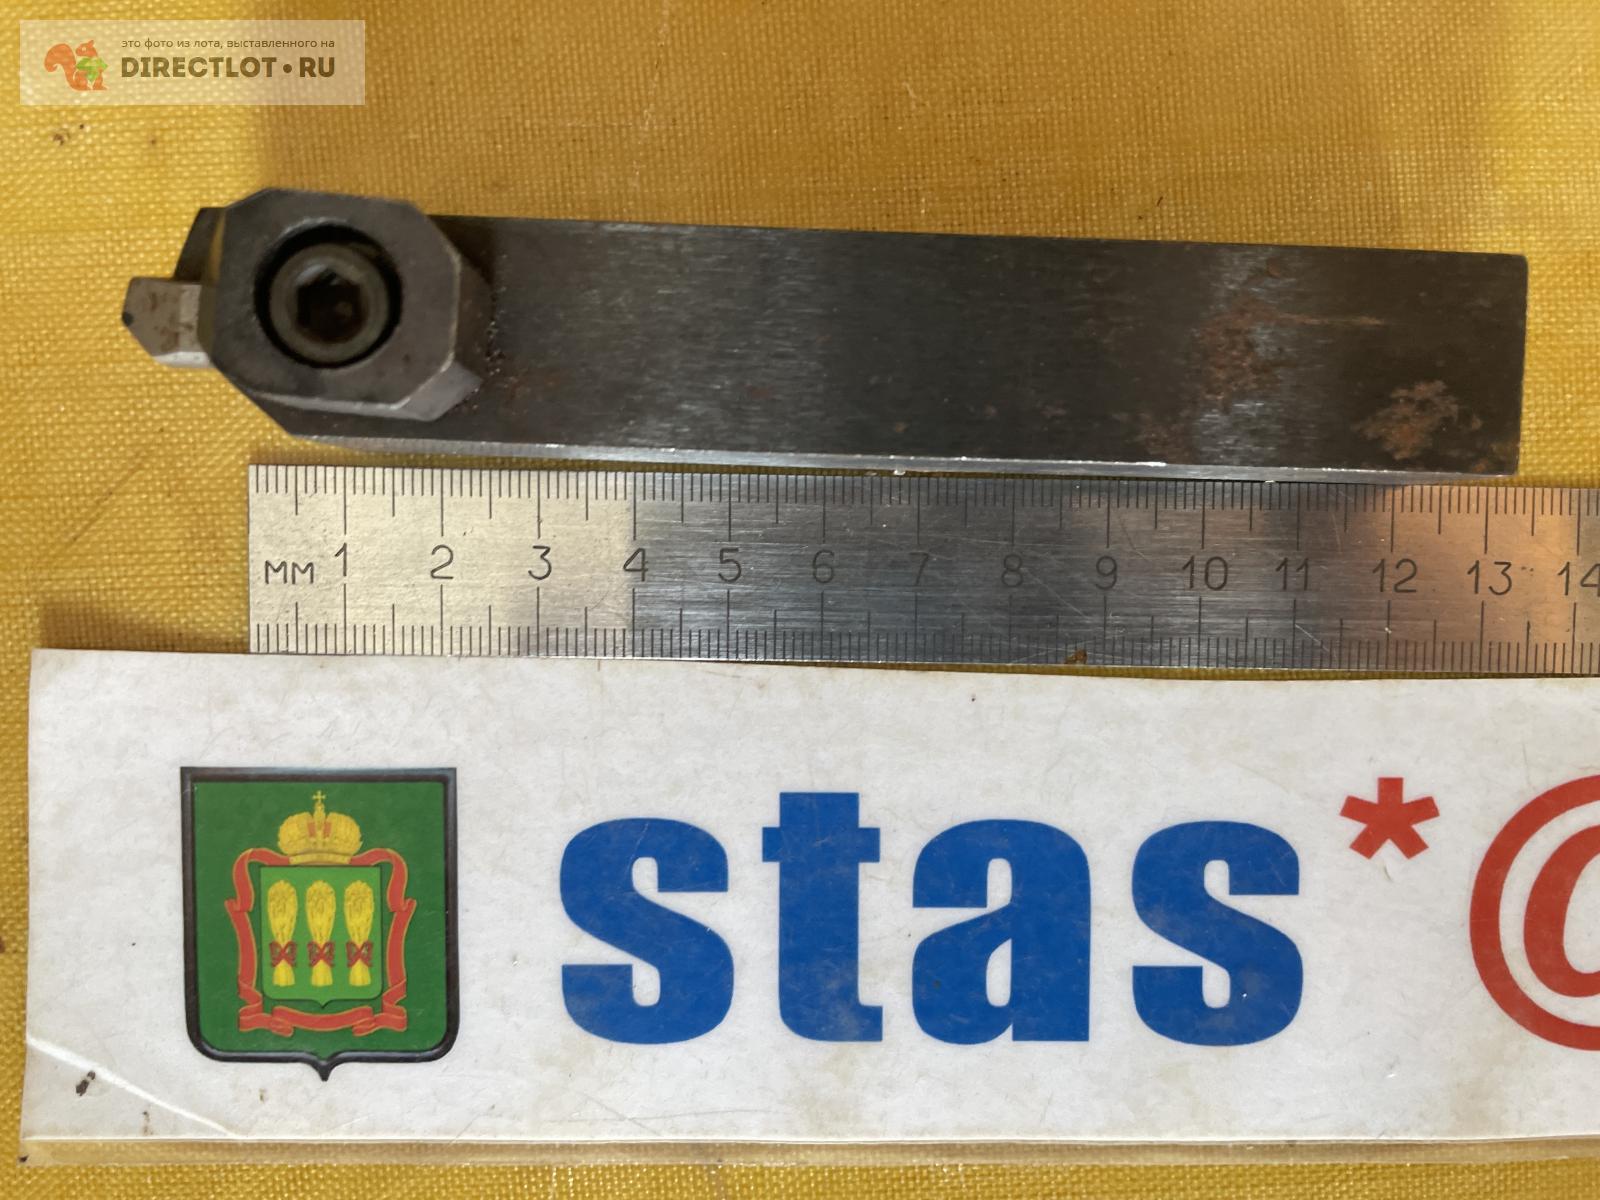 это фото из лота, выставленного на
DIRECTLOT•RU
мм 1 2 3 4 5 6 7 8 9 10 11 12 13 14
stas*@